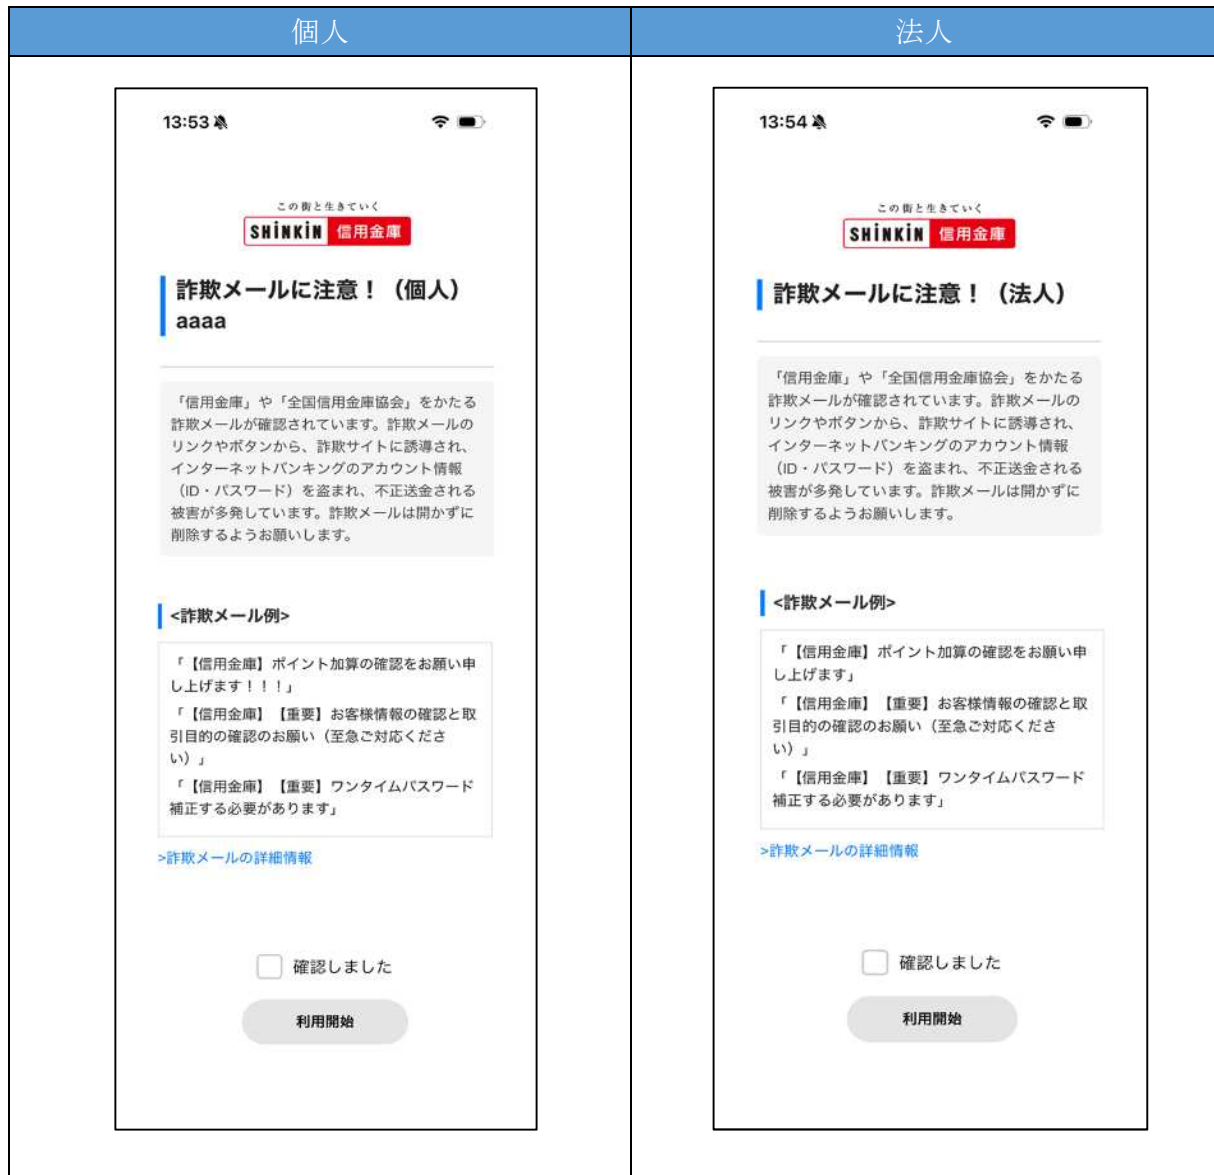 個人
法人
13:53
この街と生きていく
SHiNKiN 信用金庫
詐欺メールに注意！（個人）
aaaa
「信用金庫」や「全国信用金庫協会」をかたる
詐欺メールが確認されています。詐欺メールの
リンクやボタンから、詐欺サイトに誘導され、
インターネットバンキングのアカウント情報
（ID・パスワード）を盗まれ、不正送金される
被害が多発しています。詐欺メールは開かずに
削除するようお願いします。
<詐欺メール例>
「【信用金庫】ポイント加算の確認をお願い申
し上げます！！！」
「【信用金庫】【重要】お客様情報の確認と取
引目的の確認のお願い（至急ご対応くださ
い）」
「【信用金庫】【重要】ワンタイムパスワード
補正する必要があります」
>詐欺メールの詳細情報
確認しました
利用開始
13:54
この街と生きていく
SHiNKiN 信用金庫
詐欺メールに注意！（法人）
「信用金庫」や「全国信用金庫協会」をかたる
詐欺メールが確認されています。詐欺メールの
リンクやボタンから、詐欺サイトに誘導され、
インターネットバンキングのアカウント情報
（ID・パスワード）を盗まれ、不正送金される
被害が多発しています。詐欺メールは開かずに
削除するようお願いします。
<詐欺メール例>
「【信用金庫】ポイント加算の確認をお願い申
し上げます」
「【信用金庫】【重要】お客様情報の確認と取
引目的の確認のお願い（至急ご対応くださ
い）」
「【信用金庫】【重要】ワンタイムパスワード
補正する必要があります」
>詐欺メールの詳細情報
確認しました
利用開始